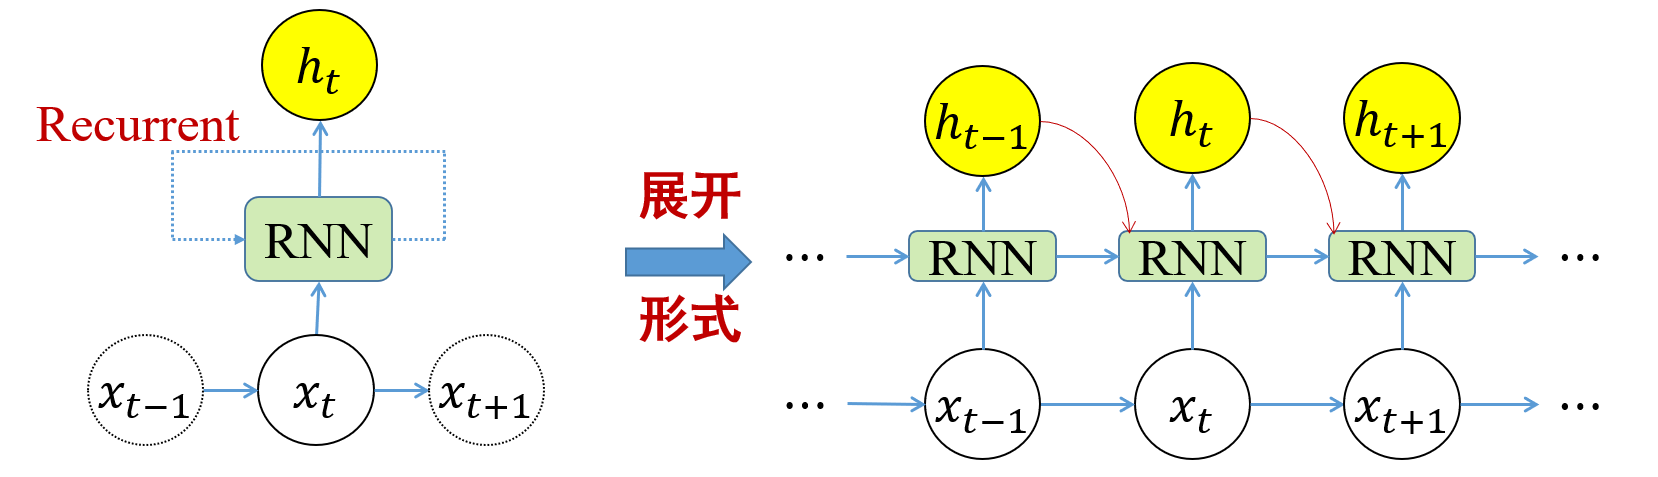 h_t
Recurrent
RNN
x_{t-1} x_t x_{t+1}
展开
形式
h_{t-1} h_t h_{t+1}
… RNN RNN RNN …
… x_{t-1} x_t x_{t+1} …